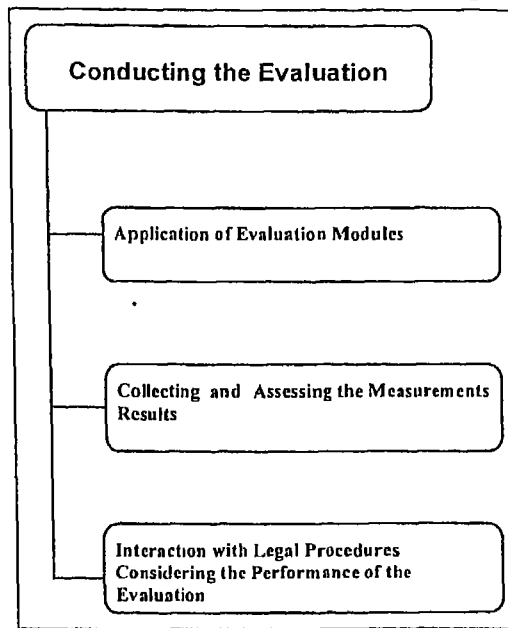 Conducting the Evaluation
Application of Evaluation Modules
Collecting and Assessing the Measurements
Results
Interaction with Legal Procedures
Considering the Performance of the
Evaluation